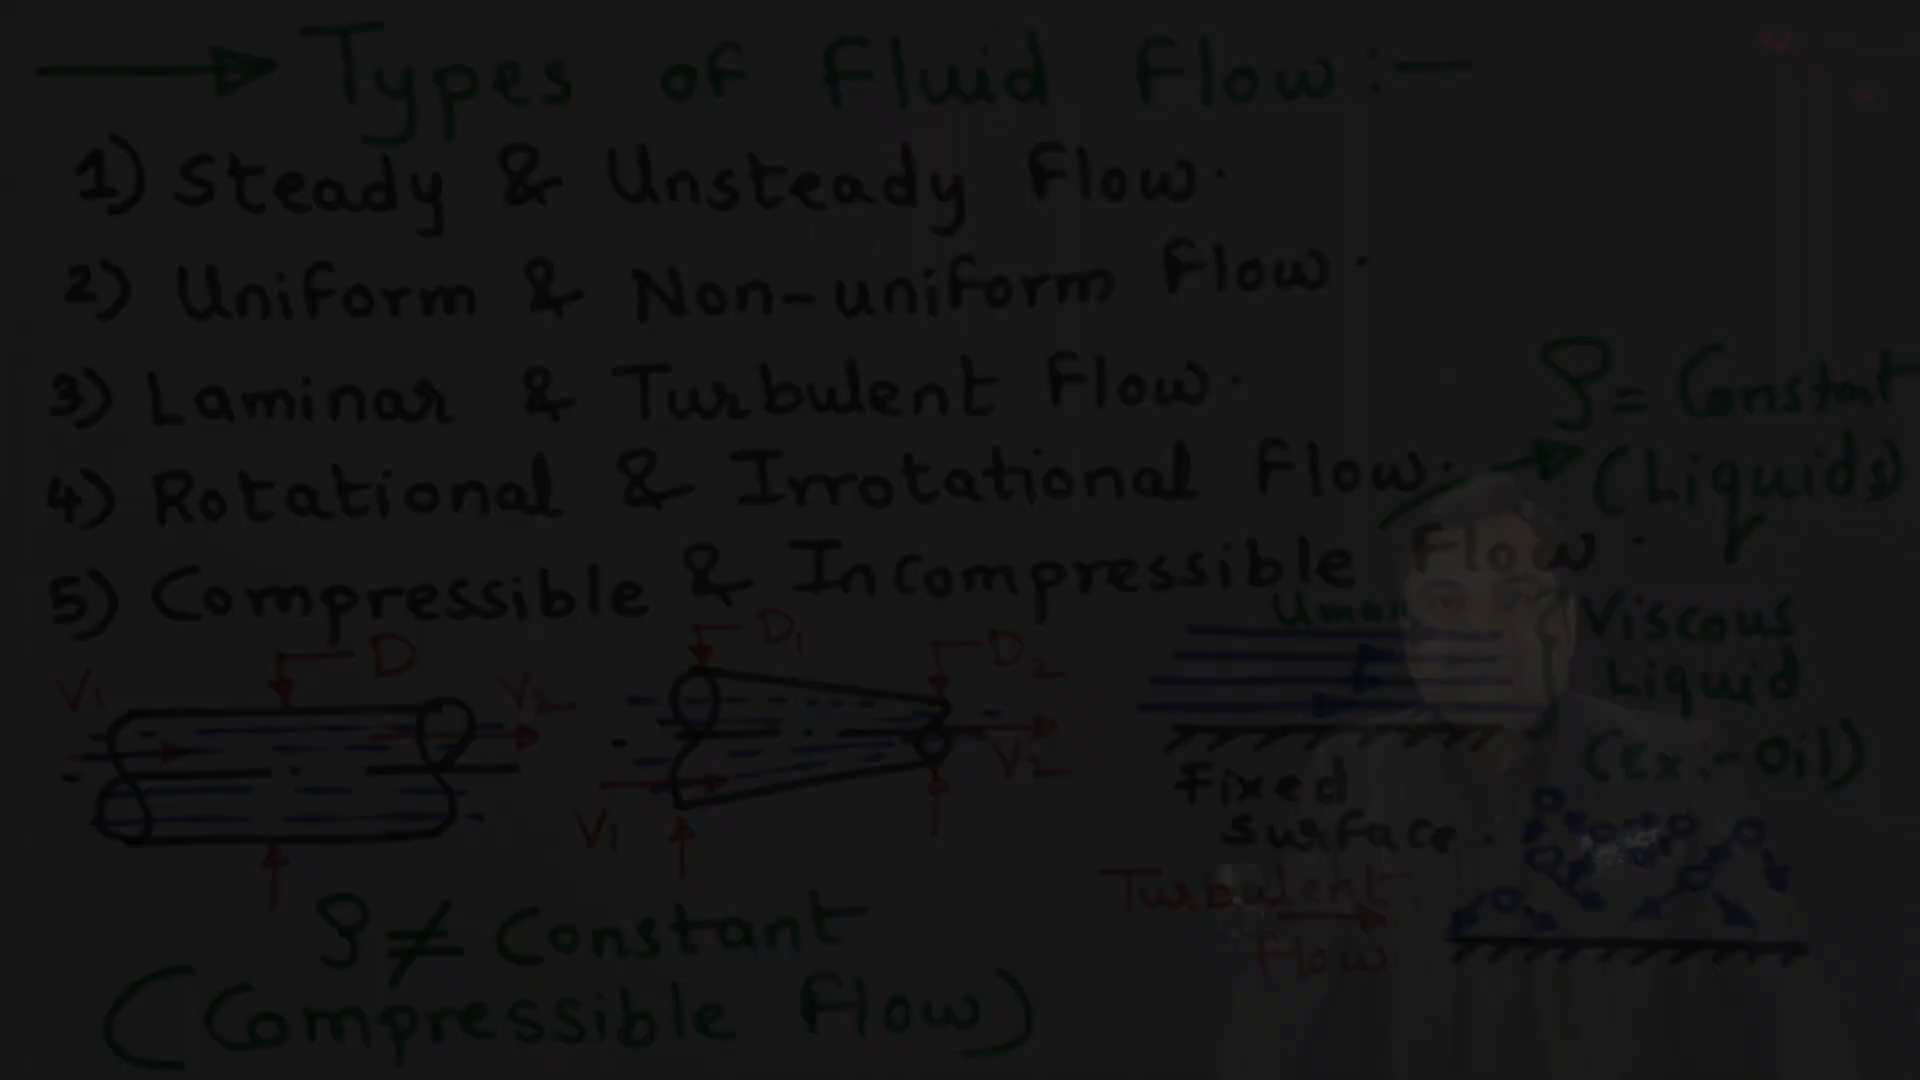 Types of Fluid Flow:-
1) Steady & Unsteady Flow.
2) Uniform & Non-uniform Flow.
3) Laminar & Turbulent Flow.
4) Rotational & Irrotational Flow.
5) Compressible & Incompressible Flow.
ρ = Constant
(Liquids)
V1
D
V2
D1
D2
V1
V2
Viscous
Liquid
(Ex:- Oil)
Fixed
Surface.
Turbulent
Flow
ρ ≠ Constant
(Compressible Flow)